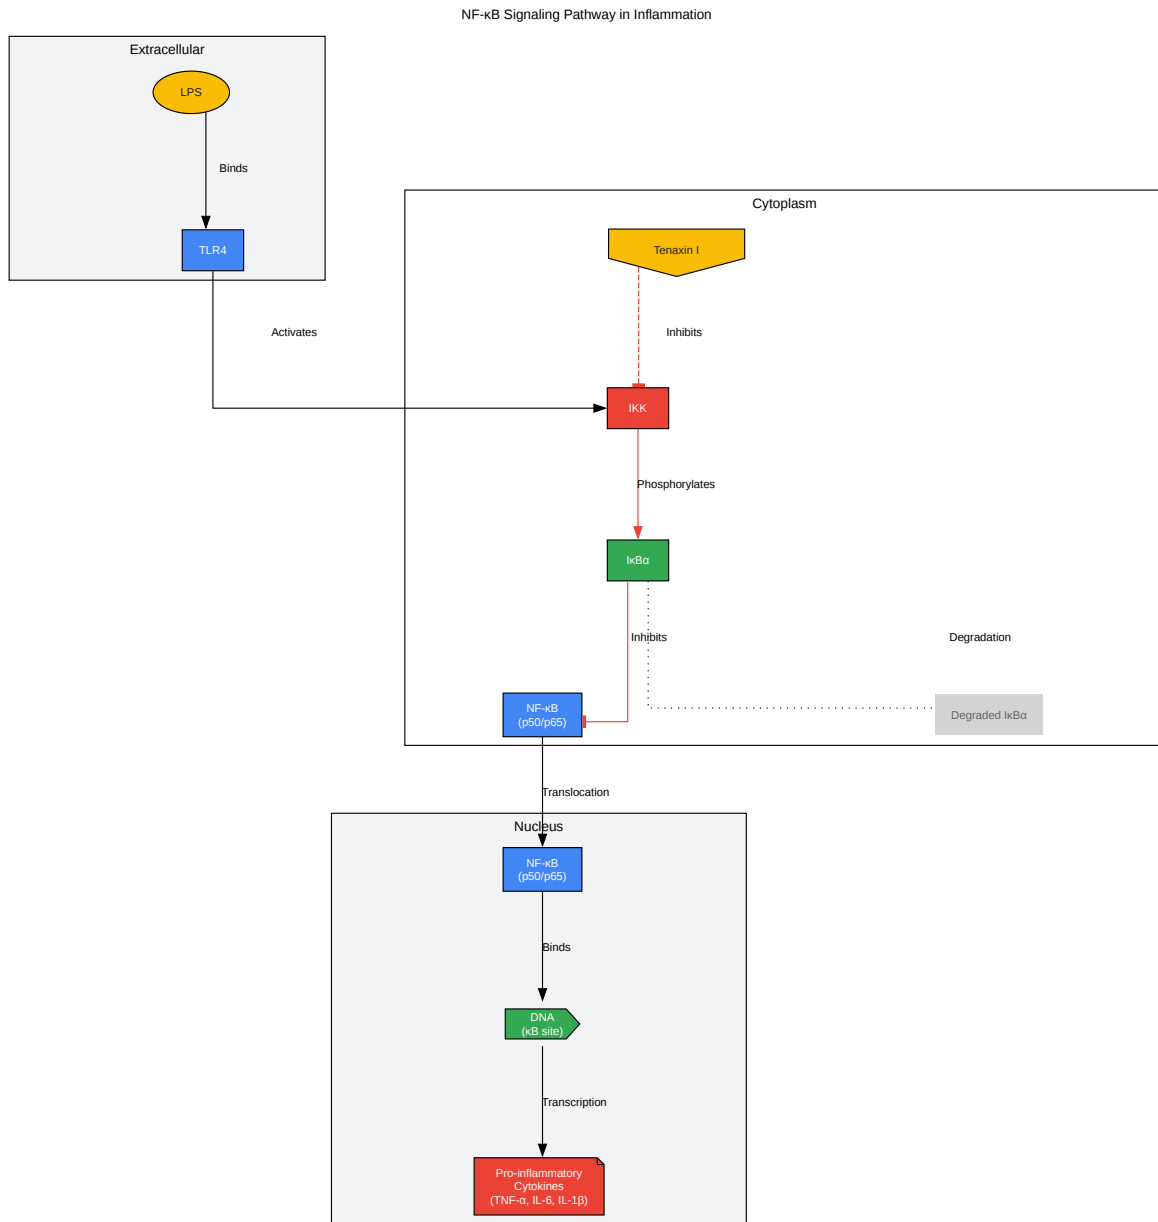 NF-κB Signaling Pathway in Inflammation
Extracellular
LPS
Binds
TLR4
Activates
Cytoplasm
Tenaxin I
Inhibits
IKK
Phosphorylates
IκBα
Inhibits
Degradation
NF-κB
(p50/p65)
Degraded IκBα
Translocation
Nucleus
NF-κB
(p50/p65)
Binds
DNA
(κB site)
Transcription
Pro-inflammatory
Cytokines
(TNF-α, IL-6, IL-1β)